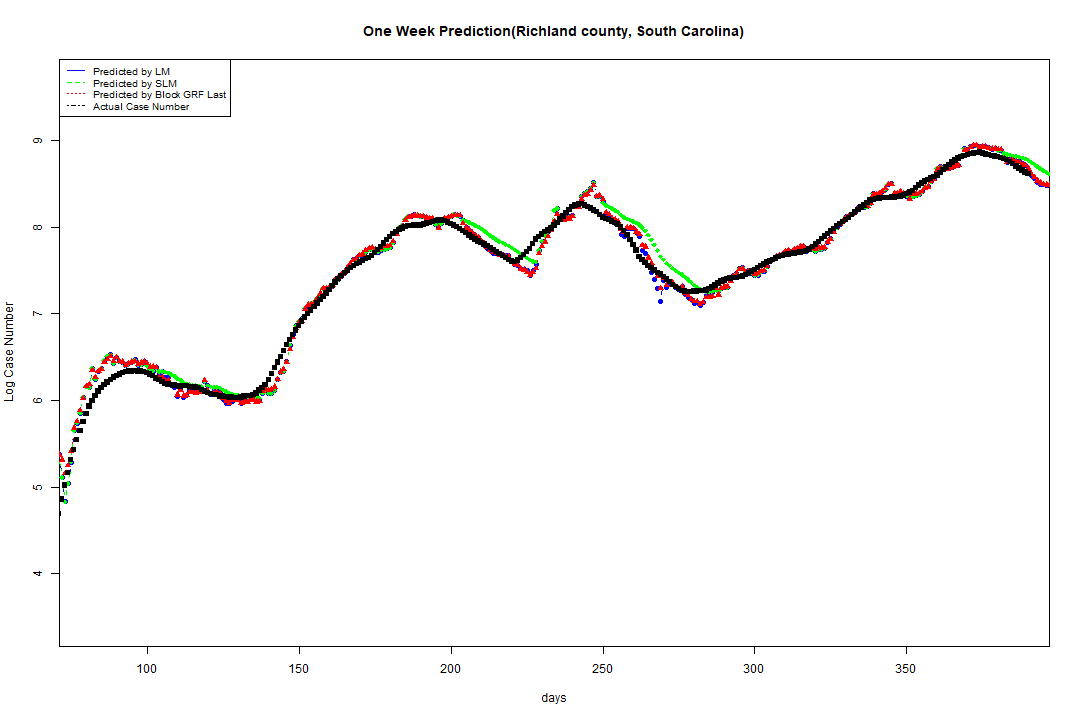 One Week Prediction(Richland county, South Carolina)
Predicted by LM
Predicted by SLM
Predicted by Block GRF Last
Actual Case Number
Log Case Number
9
8
7
6
5
4
100 150 200 250 300 350
days